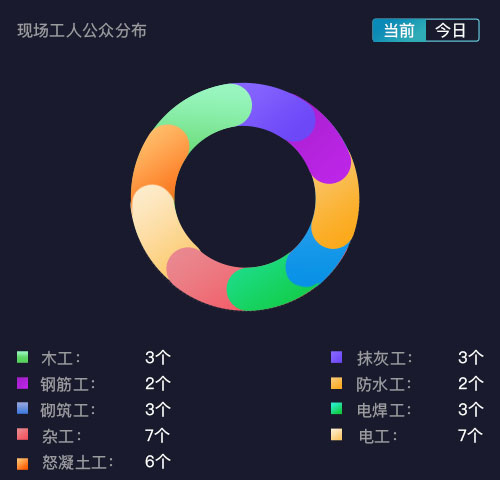 现场工人公众分布 当前 今日
木工： 3个 抹灰工： 3个
钢筋工： 2个 防水工： 2个
砌筑工： 3个 电焊工： 3个
杂工： 7个 电工： 7个
怒凝土工： 6个